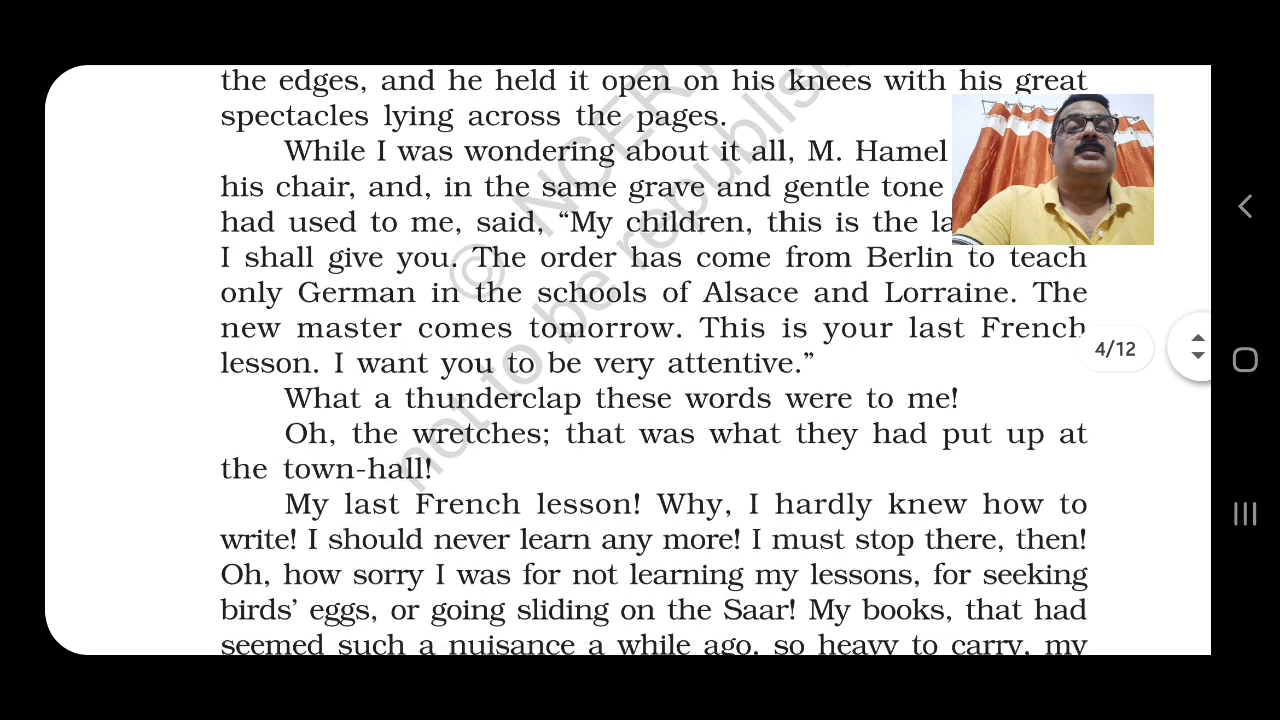 the edges, and he held it open on his knees with his great
spectacles lying across the pages.
While I was wondering about it all, M. Hamel
his chair, and, in the same grave and gentle tone
had used to me, said, “My children, this is the la
I shall give you. The order has come from Berlin to teach
only German in the schools of Alsace and Lorraine. The
new master comes tomorrow. This is your last French
lesson. I want you to be very attentive.”
What a thunderclap these words were to me!
Oh, the wretches; that was what they had put up at
the town-hall!
My last French lesson! Why, I hardly knew how to
write! I should never learn any more! I must stop there, then!
Oh, how sorry I was for not learning my lessons, for seeking
birds’ eggs, or going sliding on the Saar! My books, that had
seemed such a nuisance a while ago, so heavy to carry, my
4/12
© NCER
not to be republis